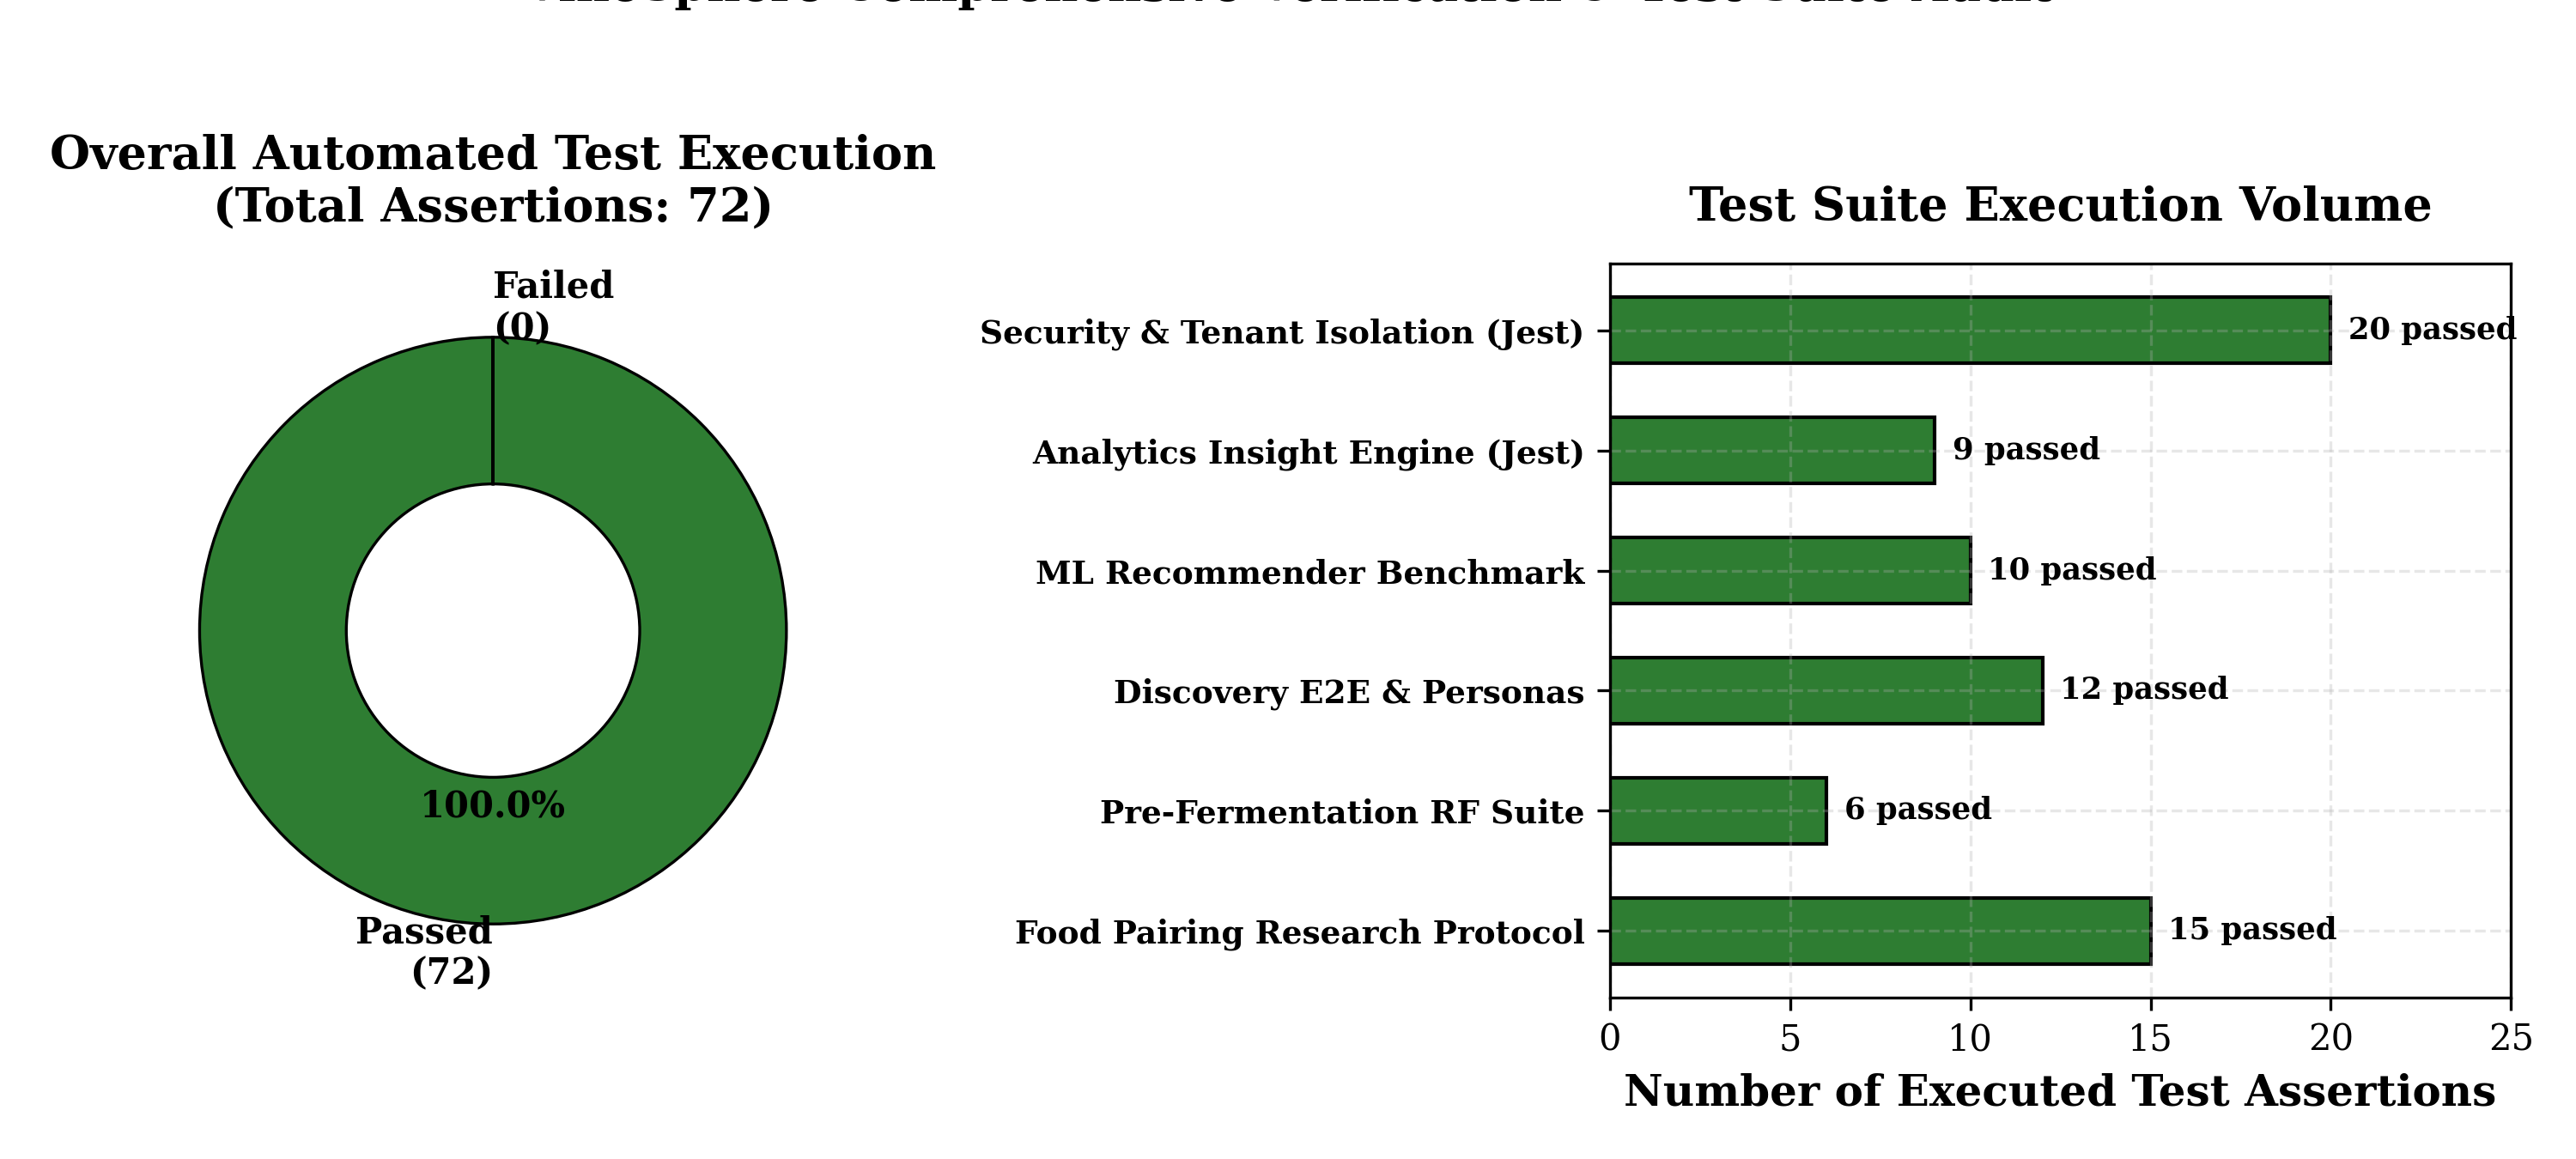 Overall Automated Test Execution
(Total Assertions: 72)
Failed
(0)
100.0%
Passed
(72)
Test Suite Execution Volume
Security & Tenant Isolation (Jest)
20 passed
Analytics Insight Engine (Jest)
9 passed
ML Recommender Benchmark
10 passed
Discovery E2E & Personas
12 passed
Pre-Fermentation RF Suite
6 passed
Food Pairing Research Protocol
15 passed
0 5 10 15 20 25
Number of Executed Test Assertions